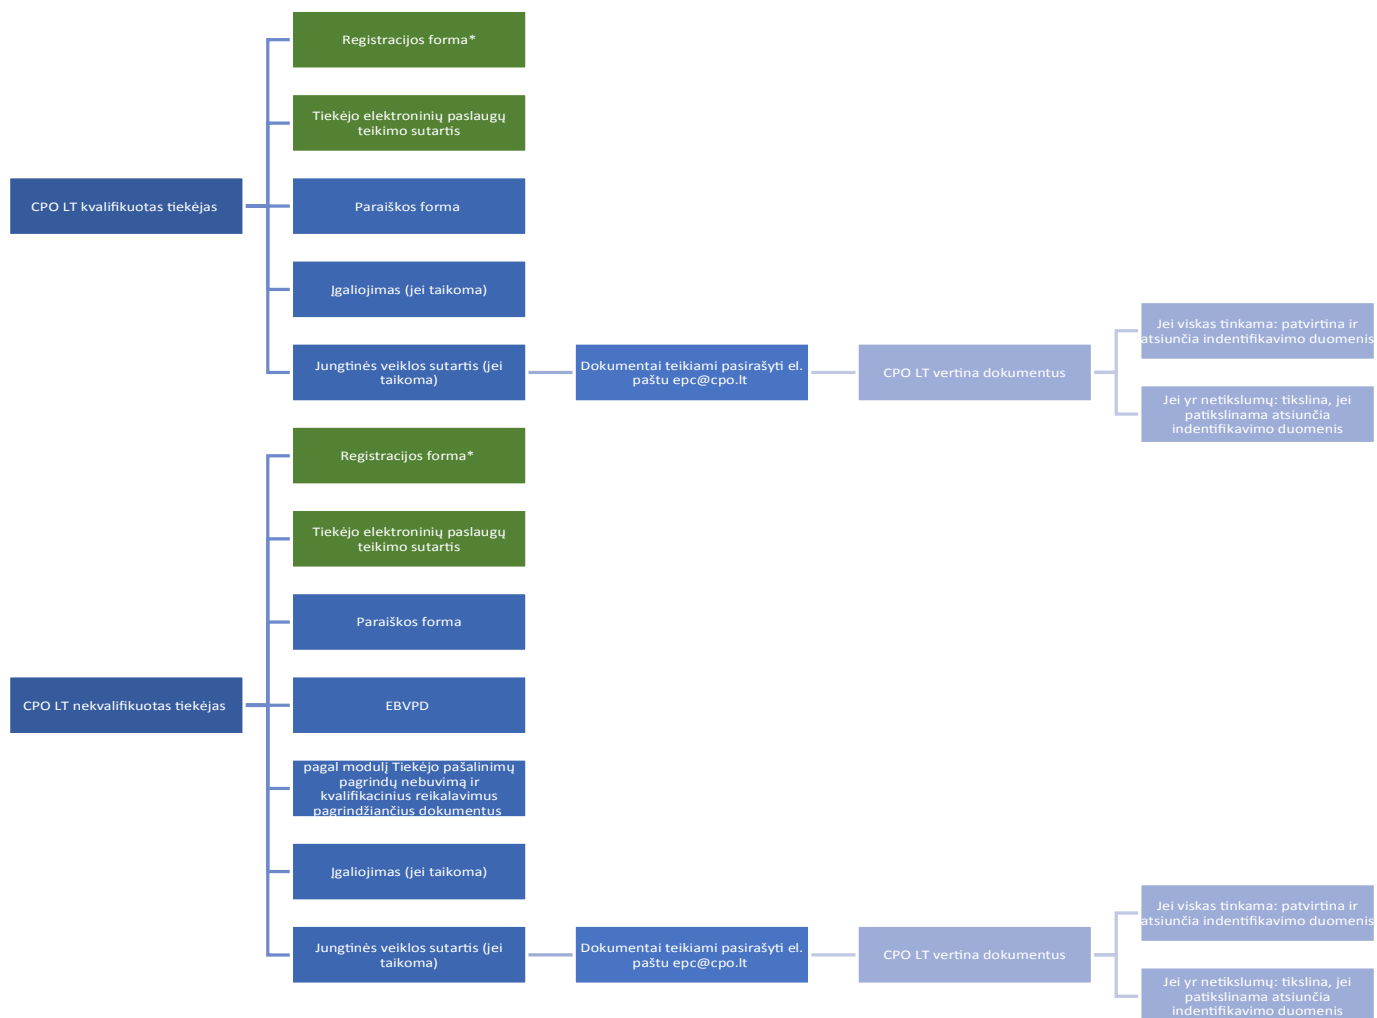 Registracijos forma*
Tiekėjo elektroninių paslaugų
teikimo sutartis
CPO LT kvalifikuotas tiekėjas
Paraiškos forma
Įgaliojimas (jei taikoma)
Jungtinės veiklos sutartis (jei
taikoma)
Dokumentai teikiami pasirašyti el.
paštu epc@cpo.lt
CPO LT vertina dokumentus
Jei viskas tinkama: patvirtina ir
atsiunčia indentifikavimo duomenis
Jei yr netikslumų: tikslina, jei
patikslinama atsiunčia
indentifikavimo duomenis
Registracijos forma*
Tiekėjo elektroninių paslaugų
teikimo sutartis
Paraiškos forma
CPO LT nekvalifikuotas tiekėjas
EBVPD
pagal modulį Tiekėjo pašalinimų
pagrindų nebuvimą ir
kvalifikacinius reikalavimus
pagrindžiančius dokumentus
Įgaliojimas (jei taikoma)
Jungtinės veiklos sutartis (jei
taikoma)
Dokumentai teikiami pasirašyti el.
paštu epc@cpo.lt
CPO LT vertina dokumentus
Jei viskas tinkama: patvirtina ir
atsiunčia indentifikavimo duomenis
Jei yr netikslumų: tikslina, jei
patikslinama atsiunčia
indentifikavimo duomenis